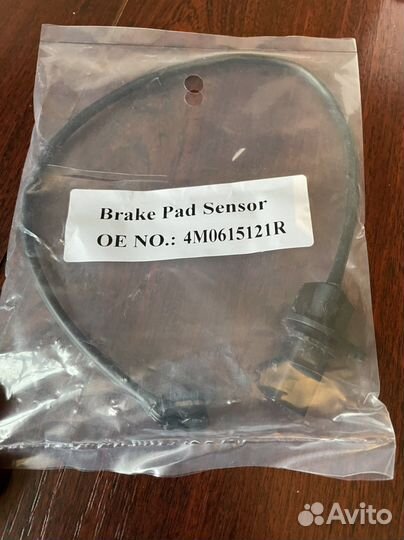 Brake Pad Sensor
OE NO.: 4M0615121R
Avito